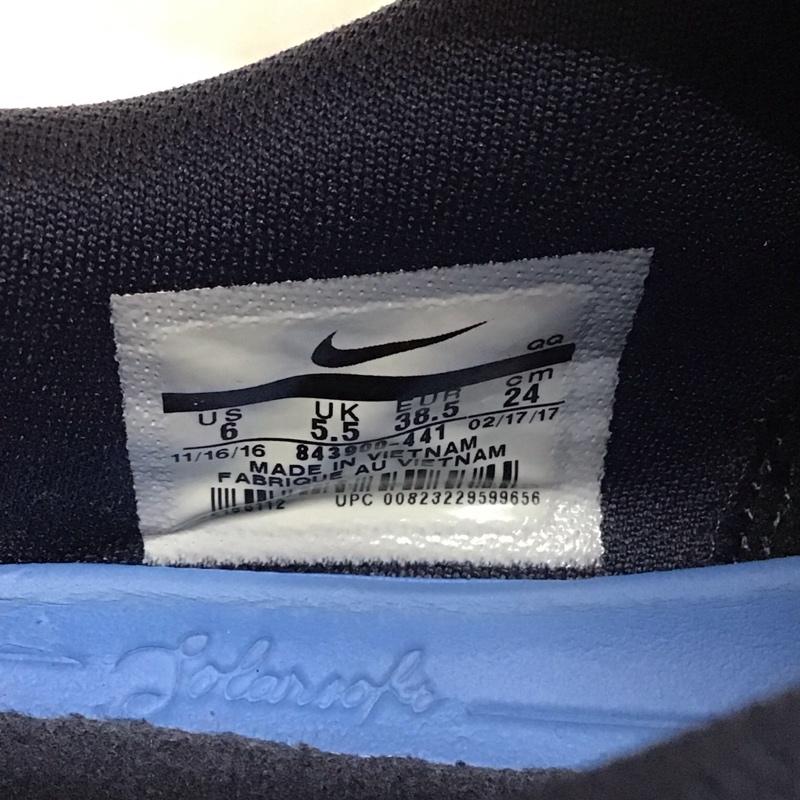 QQ
US UK EUR cm
6 5.5 38.5 24
11/16/16 02/17/17
MADE IN VIETNAM
FABRIQUE AU VIETNAM
UPC 00823229599656
Solarsoft